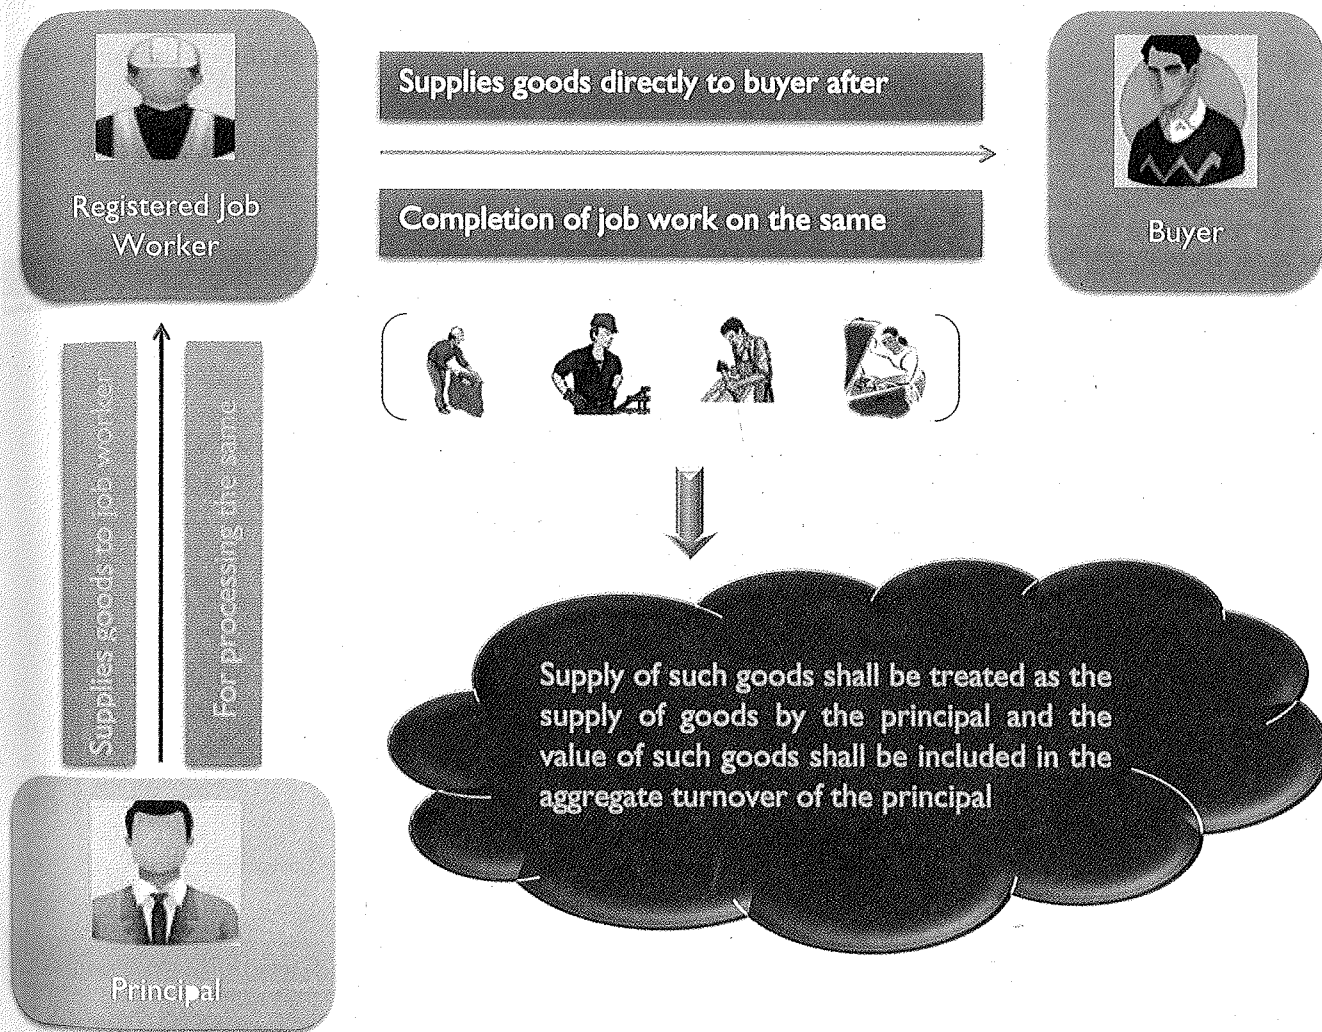 Registered Job
Worker
Supplies goods directly to buyer after
Completion of job work on the same
Buyer
Supplies goods to job worker
For processing the same
Supply of such goods shall be treated as the
supply of goods by the principal and the
value of such goods shall be included in the
aggregate turnover of the principal
Principal